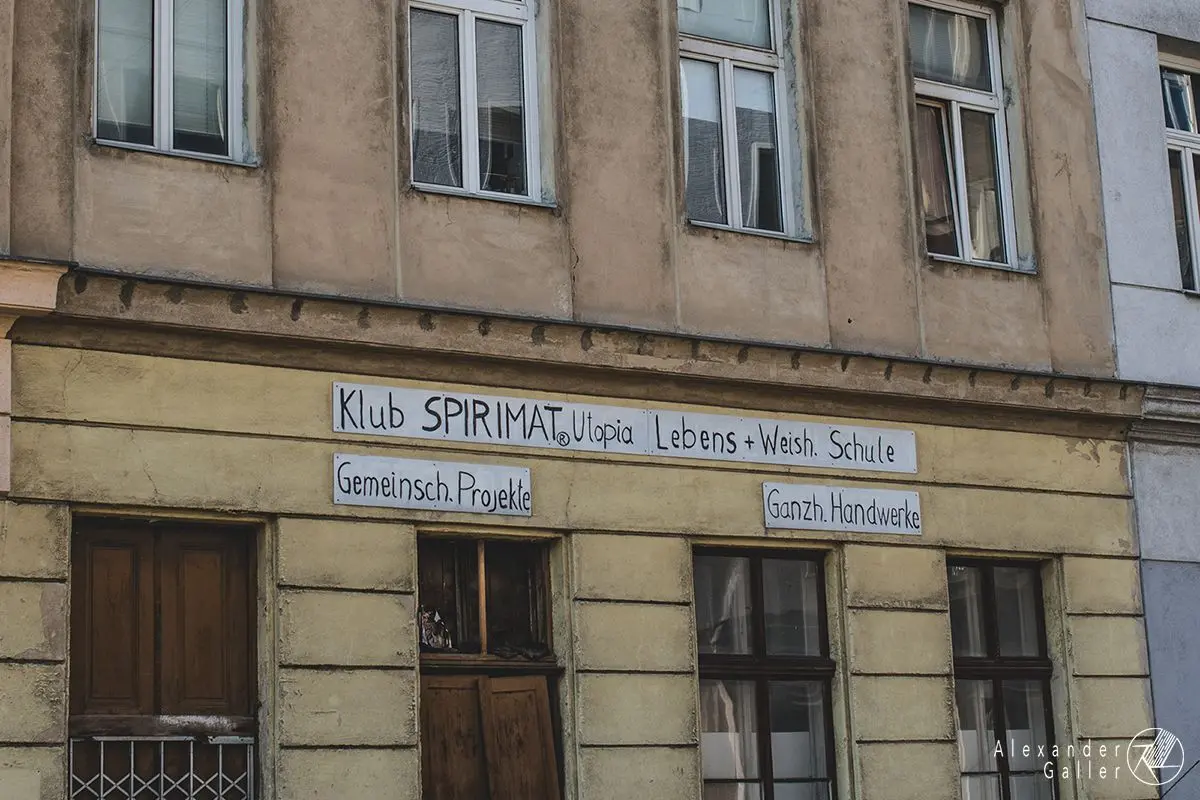 Klub SPIRIMAT® Utopia Lebens + Weish. Schule
Gemeinsch. Projekte
Ganzh. Handwerke
Alexander
Galler